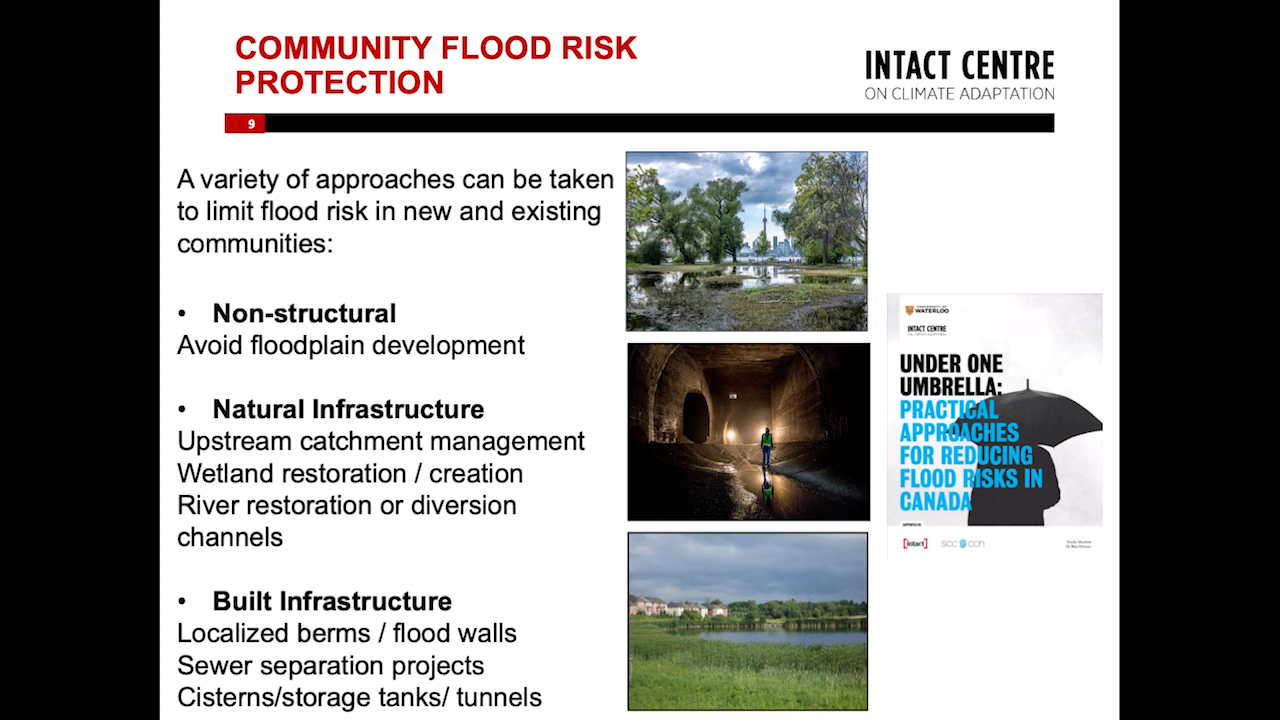 COMMUNITY FLOOD RISK
PROTECTION
INTACT CENTRE
ON CLIMATE ADAPTATION
9
A variety of approaches can be taken
to limit flood risk in new and existing
communities:
• Non-structural
Avoid floodplain development
• Natural Infrastructure
Upstream catchment management
Wetland restoration / creation
River restoration or diversion
channels
• Built Infrastructure
Localized berms / flood walls
Sewer separation projects
Cisterns/storage tanks/ tunnels
UNIVERSITY OF
WATERLOO
INTACT CENTRE
ON CLIMATE ADAPTATION
UNDER ONE
UMBRELLA:
PRACTICAL
APPROACHES
FOR REDUCING
FLOOD RISKS IN
CANADA
[intact]